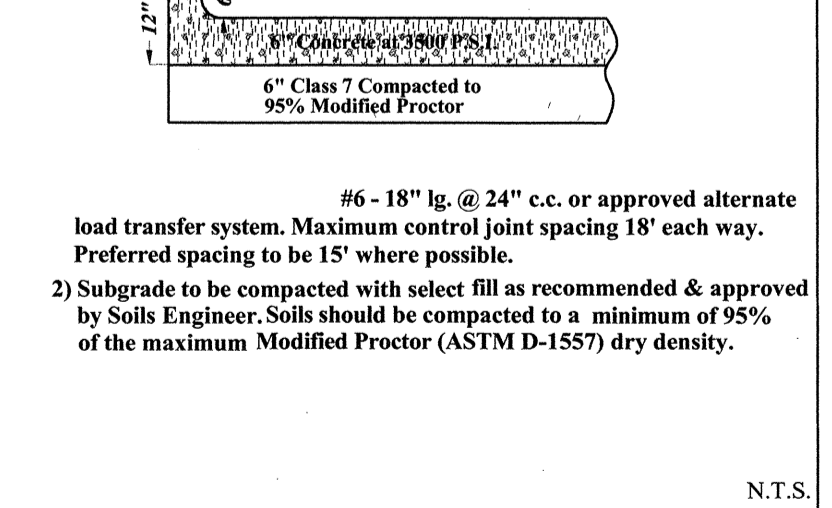 12"
6" Concrete at 3500 P.S.I.
6" Class 7 Compacted to
95% Modified Proctor
#6 - 18" lg. @ 24" c.c. or approved alternate
load transfer system. Maximum control joint spacing 18' each way.
Preferred spacing to be 15' where possible.
2) Subgrade to be compacted with select fill as recommended & approved
by Soils Engineer. Soils should be compacted to a minimum of 95%
of the maximum Modified Proctor (ASTM D-1557) dry density.
N.T.S.